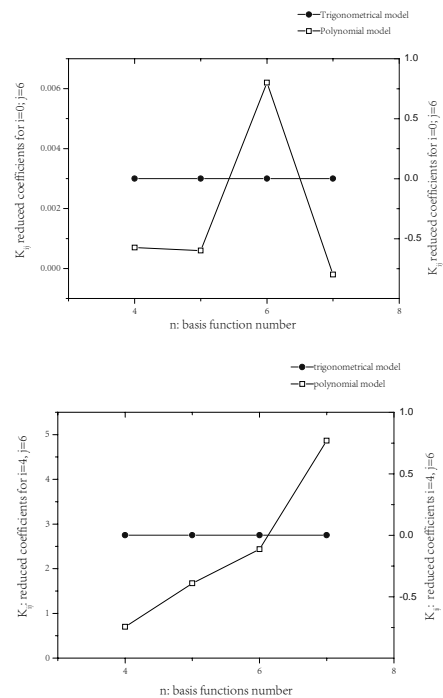 Trigonometrical model
Polynomial model
1.0
0.006
0.5
0.004
0.0
0.002
-0.5
0.000
4
6
8
K_ij reduced coefficients for i=0; j=6
K_ij reduced coefficients for i=0; j=6
n: basis function number
trigonometrical model
polynomial model
1.0
5
4
0.5
3
0.0
2
1
-0.5
0
4
6
8
K_ij: reduced coefficients for i=4, j=6
K_ij: reduced coefficients for i=4, j=6
n: basis functions number